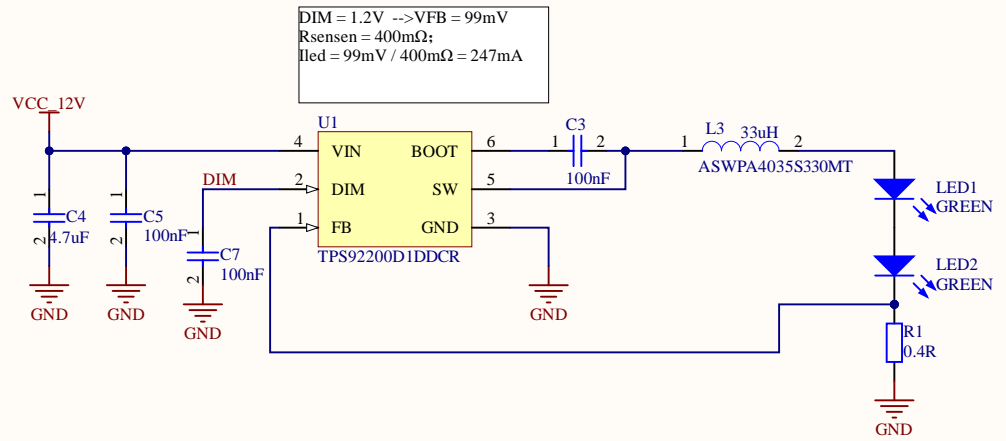 DIM = 1.2V  -->VFB = 99mV
Rsensen = 400mΩ;
Iled = 99mV / 400mΩ = 247mA
VCC_12V
U1
4 VIN BOOT 6
2 DIM SW 5
1 FB GND 3
TPS92200D1DDCR
DIM
1 C3 2
100nF
1 L3 33uH 2
ASWPA4035S330MT
LED1
GREEN
LED2
GREEN
1
C4
4.7uF
2
GND
1
C5
100nF
2
GND
1
C7
100nF
2
GND
GND
R1
0.4R
GND